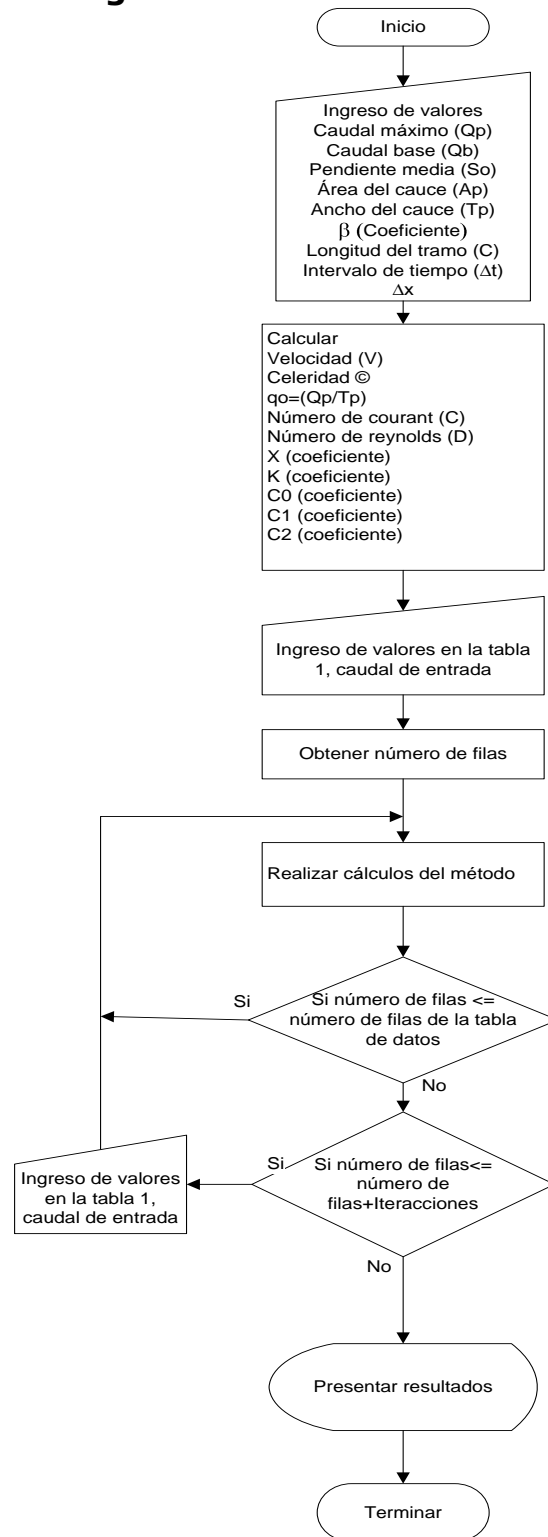 Inicio
Ingreso de valores
Caudal máximo (Qp)
Caudal base (Qb)
Pendiente media (So)
Área del cauce (Ap)
Ancho del cauce (Tp)
β (Coeficiente)
Longitud del tramo (C)
Intervalo de tiempo (Δt)
Δx
Calcular
Velocidad (V)
Celeridad ©
qo=(Qp/Tp)
Número de courant (C)
Número de reynolds (D)
X (coeficiente)
K (coeficiente)
C0 (coeficiente)
C1 (coeficiente)
C2 (coeficiente)
Ingreso de valores en la tabla
1, caudal de entrada
Obtener número de filas
Realizar cálculos del método
Si
Si número de filas <=
número de filas de la tabla
de datos
No
Si
Si número de filas<=
número de
filas+Iteracciones
Ingreso de valores
en la tabla 1,
caudal de entrada
No
Presentar resultados
Terminar